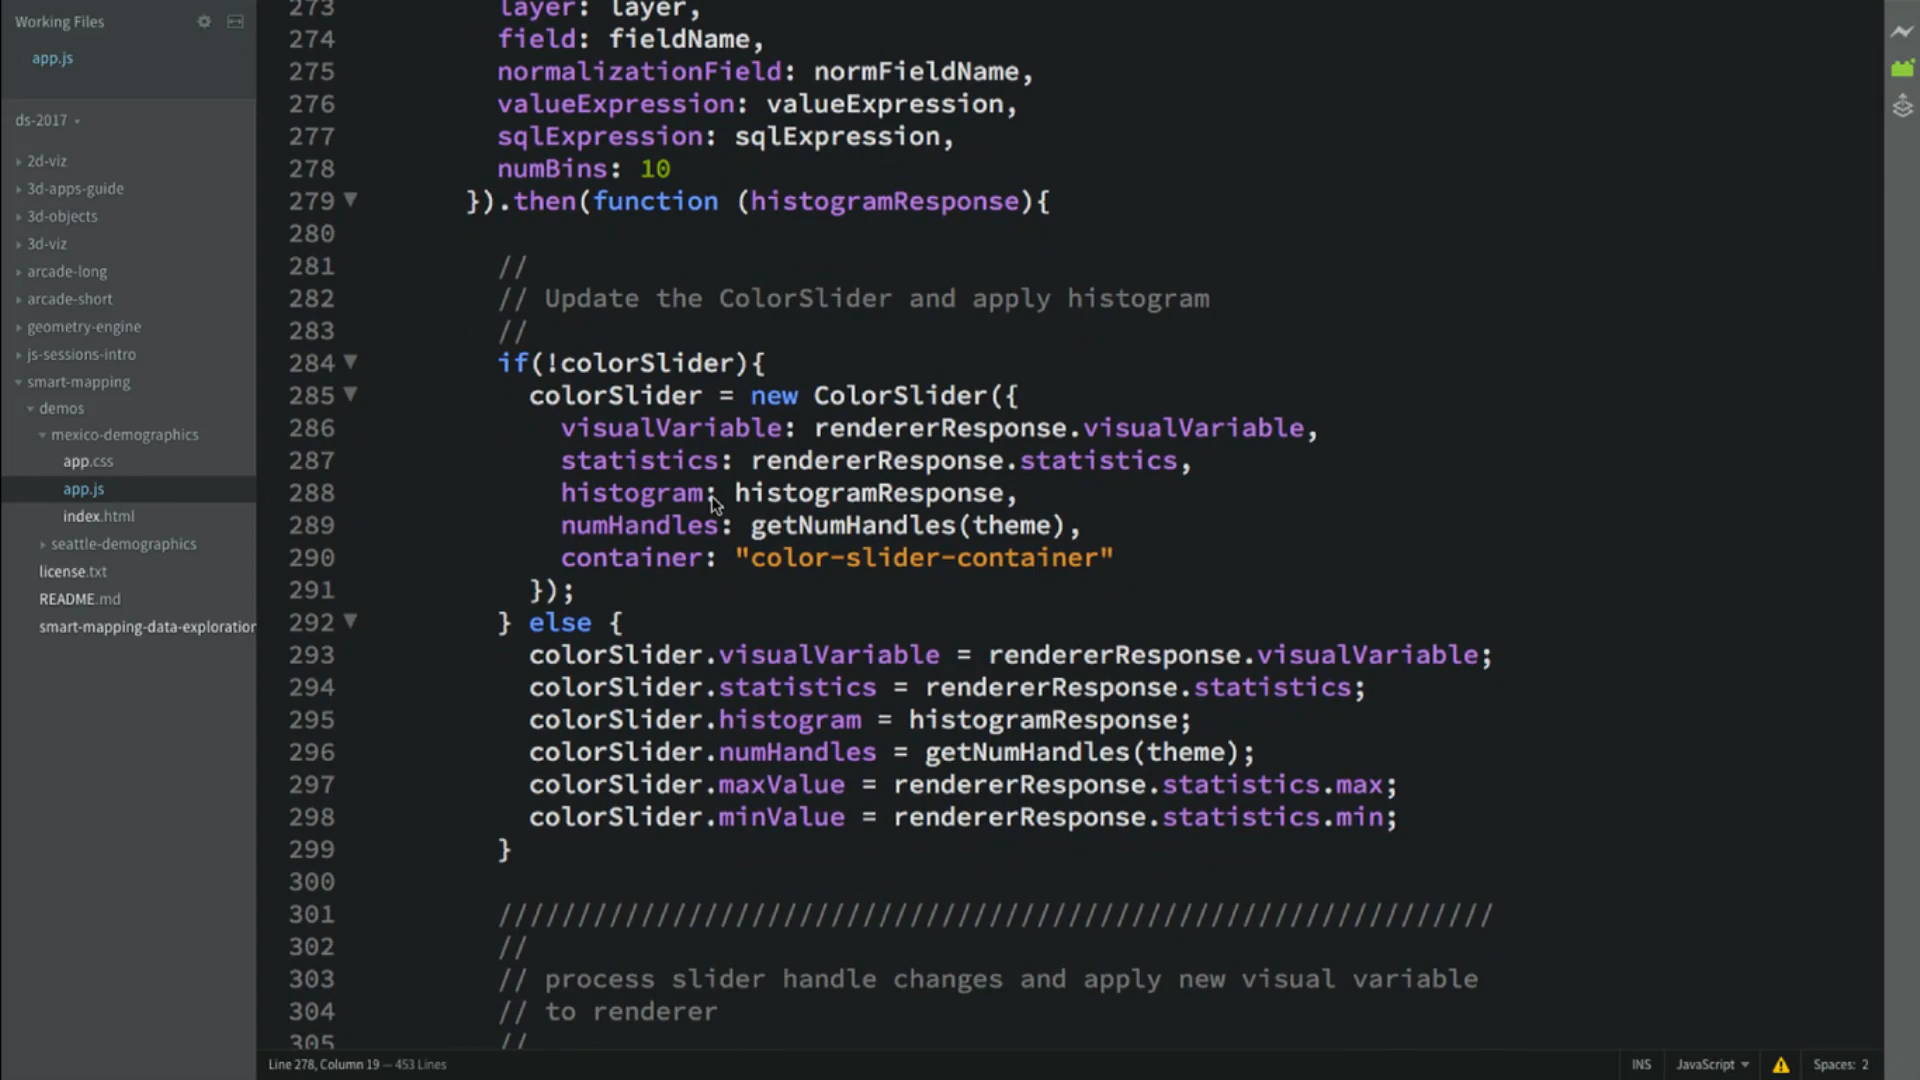 Working Files
app.js
ds-2017
2d-viz
3d-apps-guide
3d-objects
3d-viz
arcade-long
arcade-short
geometry-engine
js-sessions-intro
smart-mapping
demos
mexico-demographics
app.css
app.js
index.html
seattle-demographics
license.txt
README.md
smart-mapping-data-exploration
273 layer: layer,
274 field: fieldName,
275 normalizationField: normFieldName,
276 valueExpression: valueExpression,
277 sqlExpression: sqlExpression,
278 numBins: 10
279 }).then(function (histogramResponse){
280
281 //
282 // Update the ColorSlider and apply histogram
283 //
284 if(!colorSlider){
285 colorSlider = new ColorSlider({
286 visualVariable: rendererResponse.visualVariable,
287 statistics: rendererResponse.statistics,
288 histogram: histogramResponse,
289 numHandles: getNumHandles(theme),
290 container: "color-slider-container"
291 });
292 } else {
293 colorSlider.visualVariable = rendererResponse.visualVariable;
294 colorSlider.statistics = rendererResponse.statistics;
295 colorSlider.histogram = histogramResponse;
296 colorSlider.numHandles = getNumHandles(theme);
297 colorSlider.maxValue = rendererResponse.statistics.max;
298 colorSlider.minValue = rendererResponse.statistics.min;
299 }
300
301 ///////////////////////////////////////////////////////////////
302 //
303 // process slider handle changes and apply new visual variable
304 // to renderer
305 //
Line 278, Column 19 — 453 Lines
INS
JavaScript
Spaces: 2